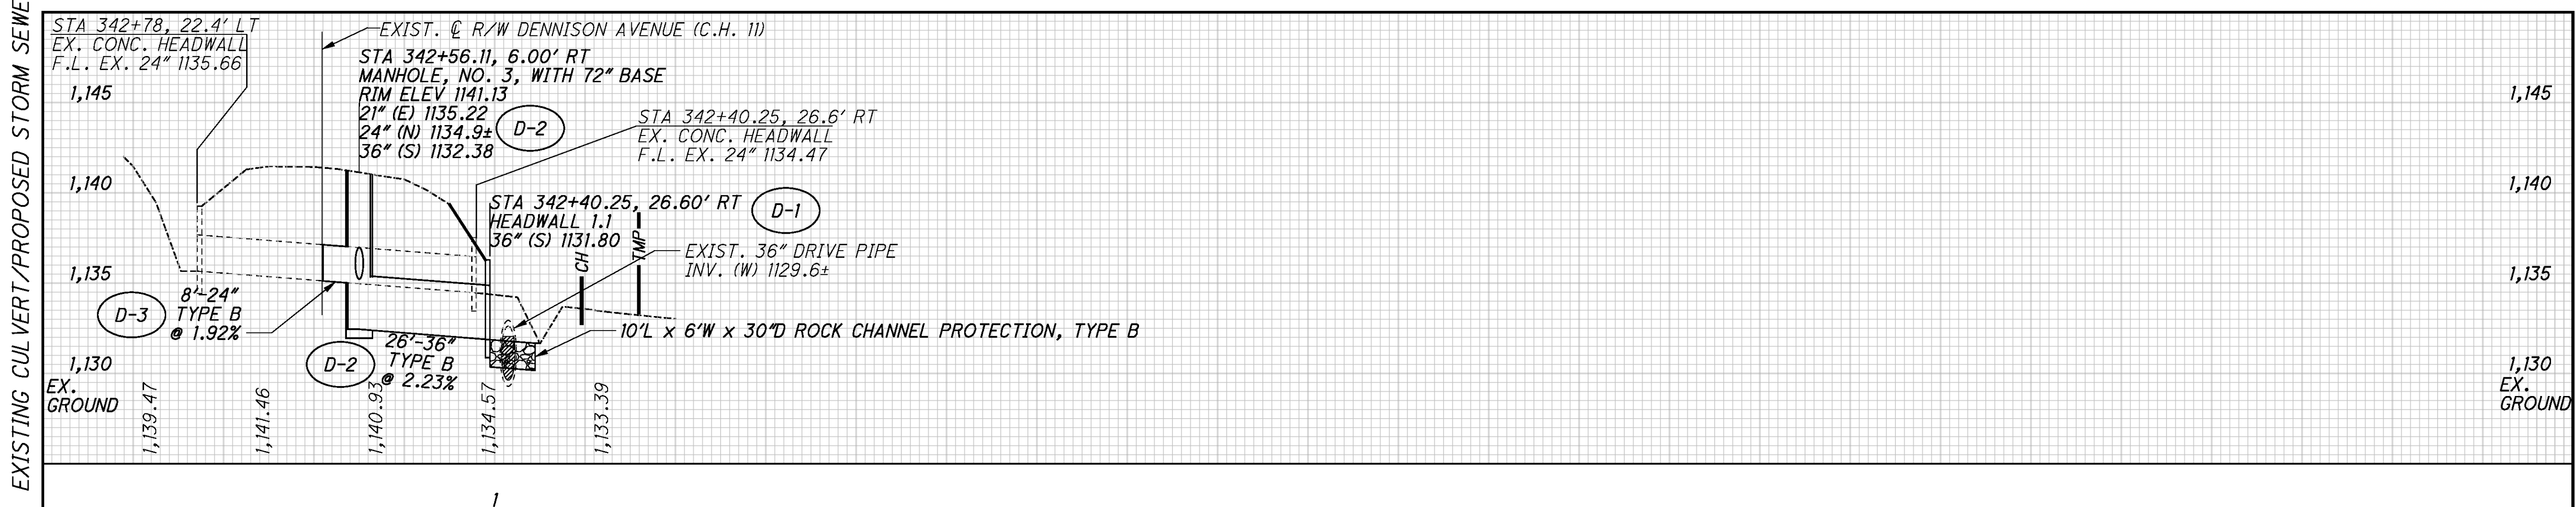 EXISTING CULVERT/PROPOSED STORM SEWE
STA 342+78, 22.4' LT
EX. CONC. HEADWALL
F.L. EX. 24" 1135.66
EXIST. ℄ R/W DENNISON AVENUE (C.H. 11)
STA 342+56.11, 6.00' RT
MANHOLE, NO. 3, WITH 72" BASE
RIM ELEV 1141.13
21" (E) 1135.22
24" (N) 1134.9±
36" (S) 1132.38
D-2
STA 342+40.25, 26.6' RT
EX. CONC. HEADWALL
F.L. EX. 24" 1134.47
STA 342+40.25, 26.60' RT
HEADWALL 1.1
36" (S) 1131.80
D-1
EXIST. 36" DRIVE PIPE
INV. (W) 1129.6±
CH
TMP
10'L x 6'W x 30"D ROCK CHANNEL PROTECTION, TYPE B
D-3
8'-24"
TYPE B
@ 1.92%
D-2
26'-36"
TYPE B
@ 2.23%
1,145
1,140
1,135
1,130
EX.
GROUND
1,139.47
1,141.46
1,140.93
1,134.57
1,133.39
1,145
1,140
1,135
1,130
EX.
GROUND
1